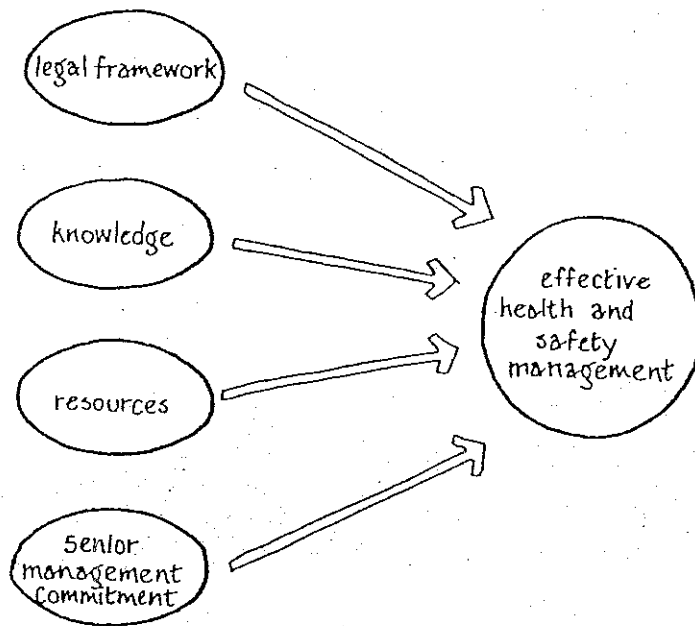 legal framework
knowledge
resources
senior
management
commitment
effective
health and
safety
management